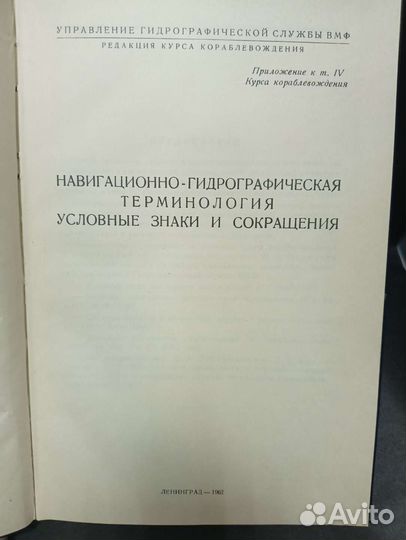 УПРАВЛЕНИЕ ГИДРОГРАФИЧЕСКОЙ СЛУЖБЫ ВМФ
РЕДАКЦИЯ КУРСА КОРАБЛЕВОЖДЕНИЯ
Приложение к т. IV
Курса кораблевождения
НАВИГАЦИОННО-ГИДРОГРАФИЧЕСКАЯ
ТЕРМИНОЛОГИЯ
УСЛОВНЫЕ ЗНАКИ И СОКРАЩЕНИЯ
ЛЕНИНГРАД — 1962
Avito